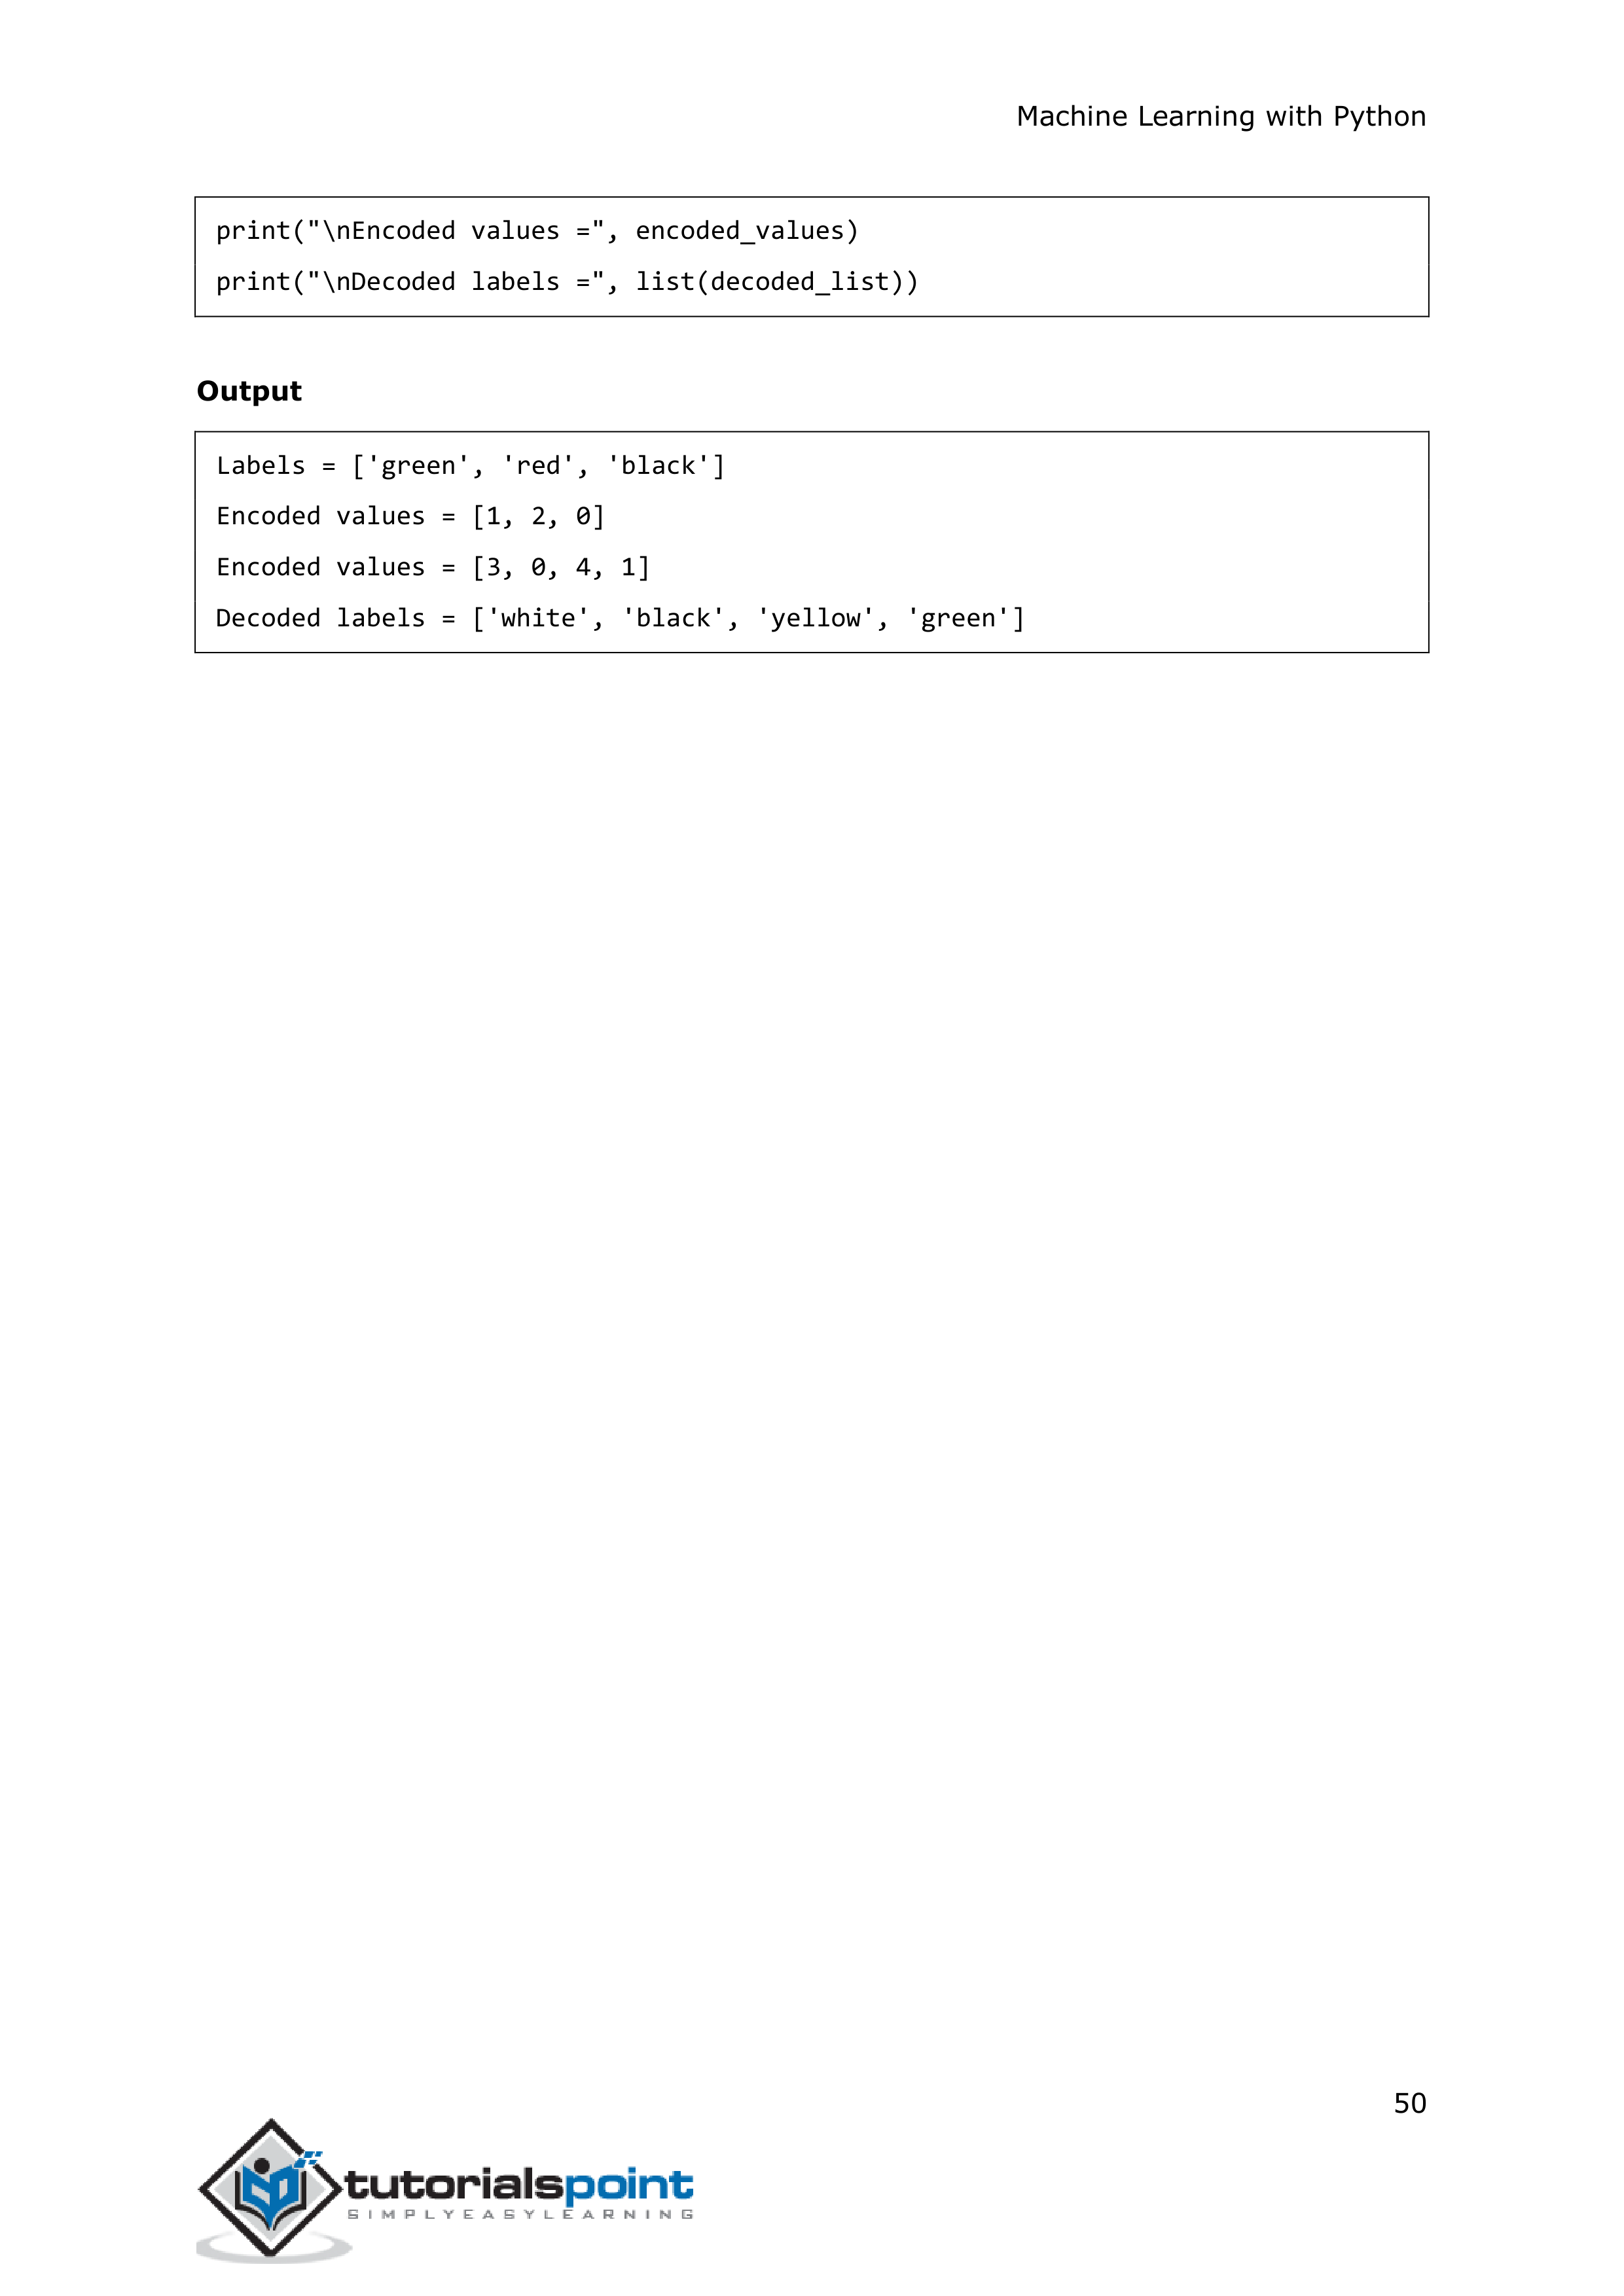 Machine Learning with Python
print("\nEncoded values =", encoded_values)
print("\nDecoded labels =", list(decoded_list))
Output
Labels = ['green', 'red', 'black']
Encoded values = [1, 2, 0]
Encoded values = [3, 0, 4, 1]
Decoded labels = ['white', 'black', 'yellow', 'green']
50
tutorialspoint
SIMPLYEASYLEARNING